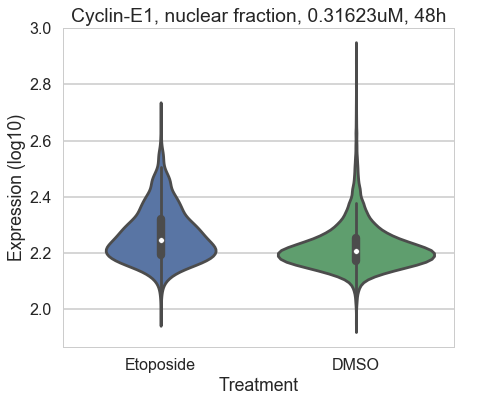 Cyclin-E1, nuclear fraction, 0.31623uM, 48h
3.0
2.8
2.6
2.4
2.2
2.0
Expression (log10)
Etoposide
DMSO
Treatment